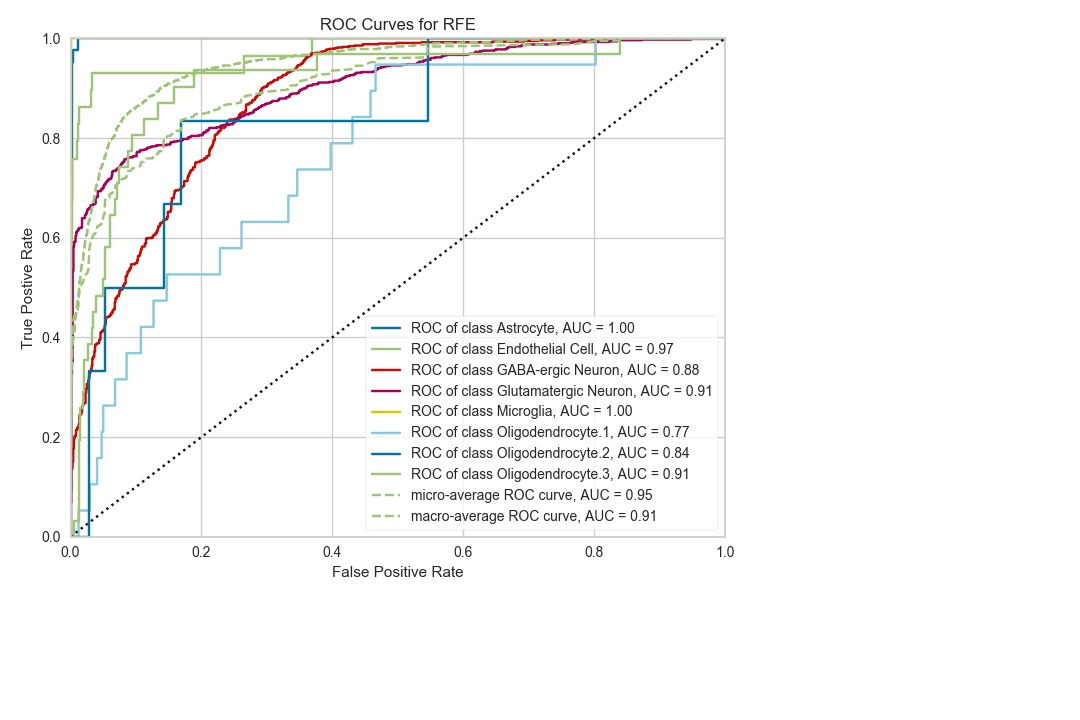 ROC Curves for RFE
True Postive Rate
1.0
0.8
0.6
0.4
0.2
0.0
ROC of class Astrocyte, AUC = 1.00
ROC of class Endothelial Cell, AUC = 0.97
ROC of class GABA-ergic Neuron, AUC = 0.88
ROC of class Glutamatergic Neuron, AUC = 0.91
ROC of class Microglia, AUC = 1.00
ROC of class Oligodendrocyte.1, AUC = 0.77
ROC of class Oligodendrocyte.2, AUC = 0.84
ROC of class Oligodendrocyte.3, AUC = 0.91
micro-average ROC curve, AUC = 0.95
macro-average ROC curve, AUC = 0.91
0.0 0.2 0.4 0.6 0.8 1.0
False Positive Rate